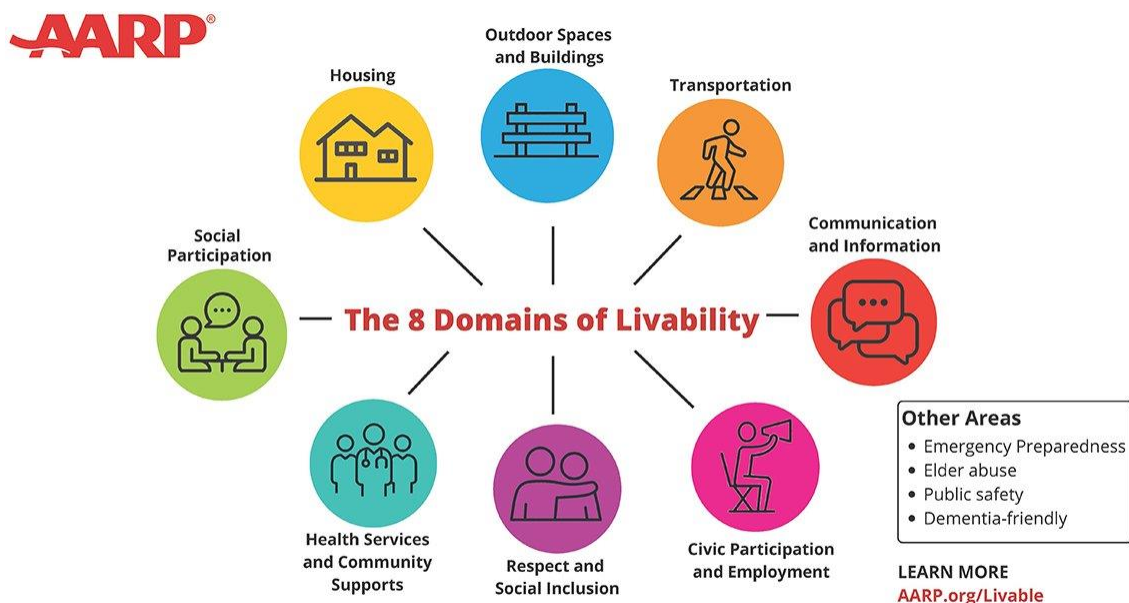 AARP®
Outdoor Spaces
and Buildings
Housing
Transportation
Social
Participation
Communication
and Information
The 8 Domains of Livability
Health Services
and Community
Supports
Respect and
Social Inclusion
Civic Participation
and Employment
Other Areas
• Emergency Preparedness
• Elder abuse
• Public safety
• Dementia-friendly
LEARN MORE
AARP.org/Livable